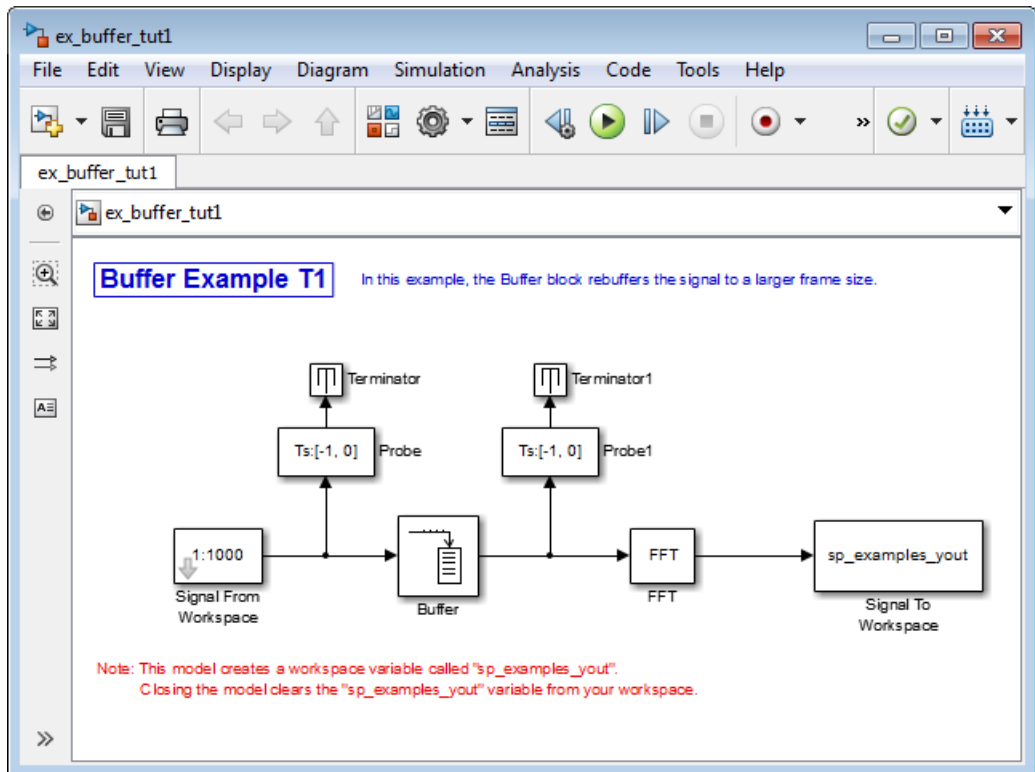 ex_buffer_tut1
File Edit View Display Diagram Simulation Analysis Code Tools Help
»
ex_buffer_tut1
ex_buffer_tut1
Buffer Example T1
In this example, the Buffer block rebuffers the signal to a larger frame size.
Terminator
Terminator1
Ts:[-1, 0]
Probe
Ts:[-1, 0]
Probe1
1:1000
FFT
sp_examples_yout
Signal From
Workspace
Buffer
FFT
Signal To
Workspace
Note: This model creates a workspace variable called "sp_examples_yout".
Closing the model clears the "sp_examples_yout" variable from your workspace.
A
»